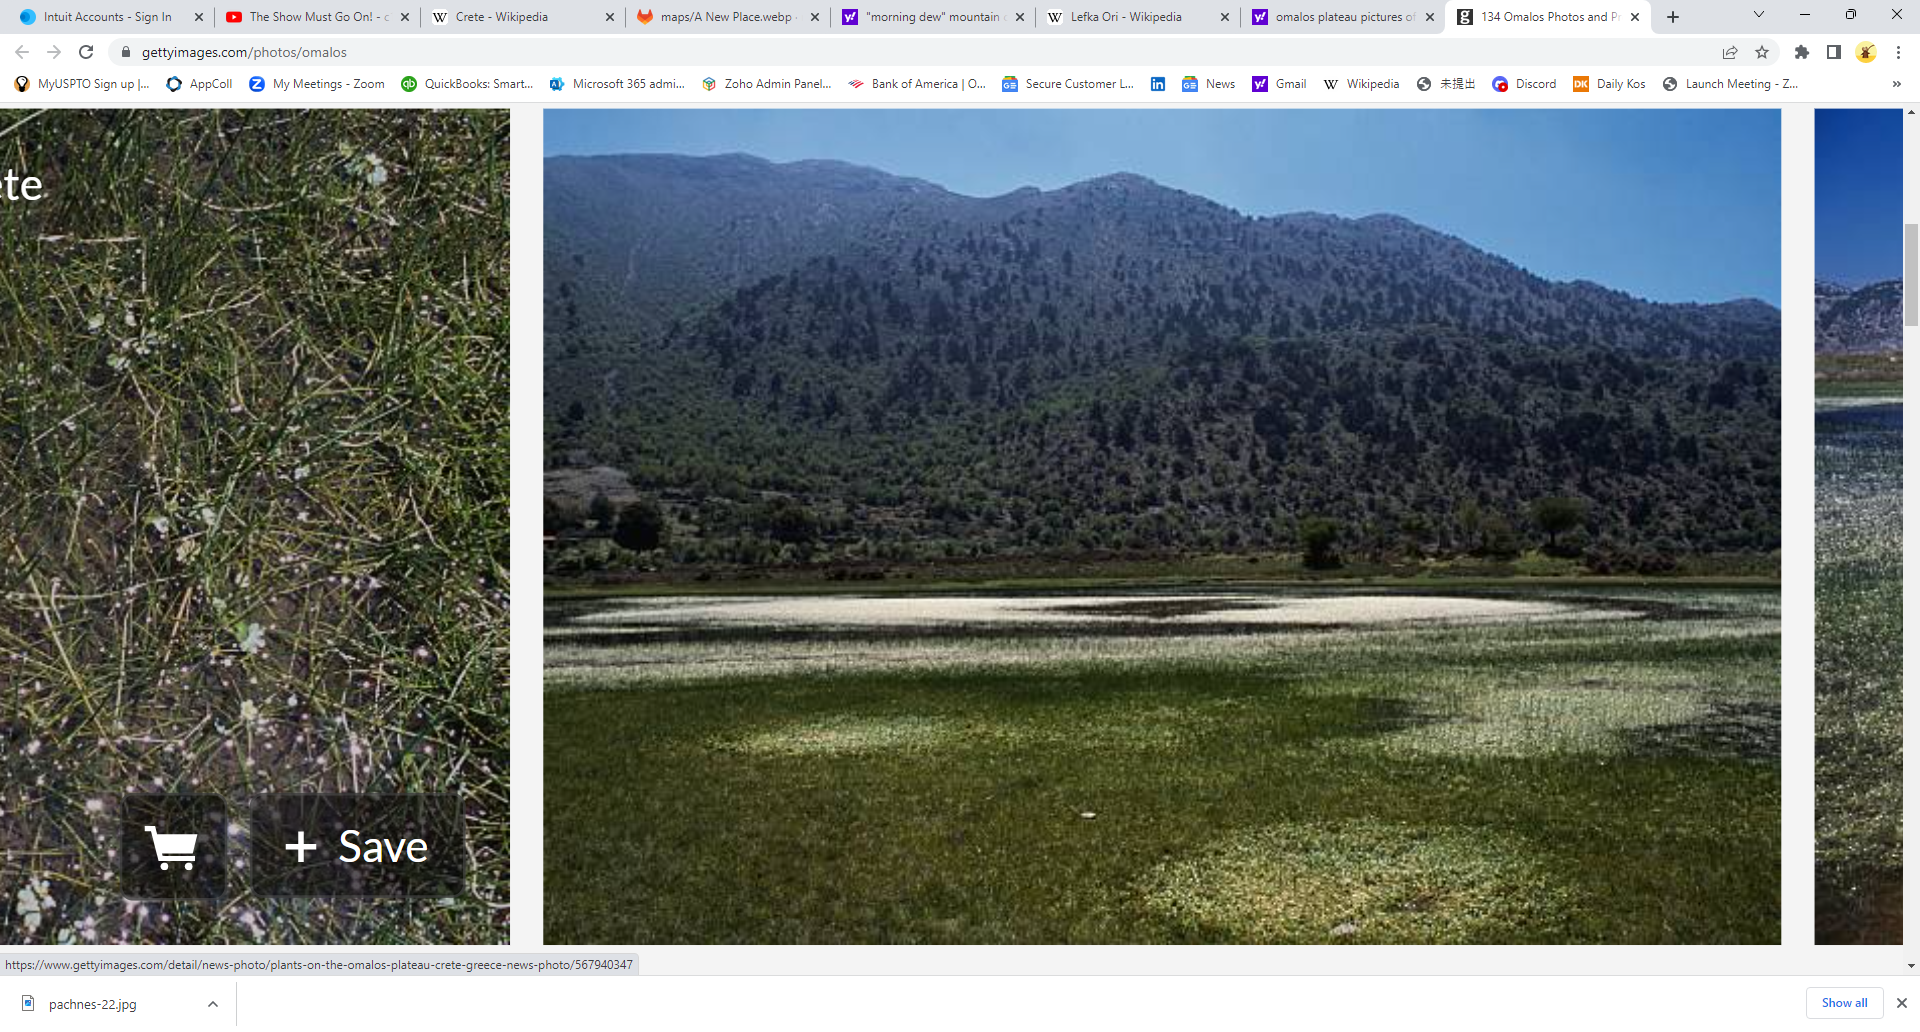 Intuit Accounts - Sign In
The Show Must Go On! - c
Crete - Wikipedia
maps/A New Place.webp
"morning dew" mountain
Lefka Ori - Wikipedia
omalos plateau pictures of
134 Omalos Photos and P
gettyimages.com/photos/omalos
MyUSPTO Sign up |...
AppColl
My Meetings - Zoom
QuickBooks: Smart...
Microsoft 365 admi...
Zoho Admin Panel...
Bank of America | O...
Secure Customer L...
News
Gmail
Wikipedia
未提出
Discord
Daily Kos
Launch Meeting - Z...
ete
+ Save
https://www.gettyimages.com/detail/news-photo/plants-on-the-omalos-plateau-crete-greece-news-photo/567940347
pachnes-22.jpg
Show all